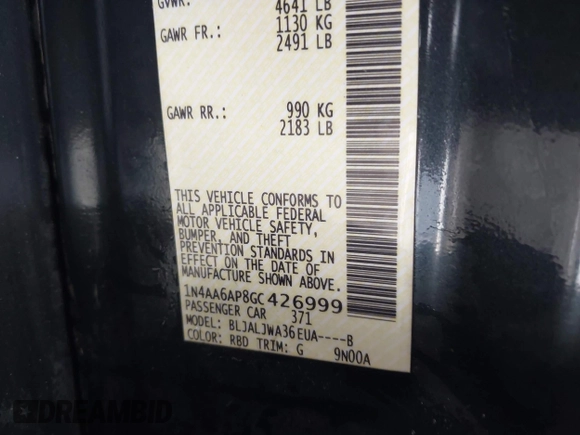 GVWR: 4641 LB
GAWR FR.: 1130 KG
2491 LB
GAWR RR.: 990 KG
2183 LB
THIS VEHICLE CONFORMS TO
ALL APPLICABLE FEDERAL
MOTOR VEHICLE SAFETY,
BUMPER, AND THEFT
PREVENTION STANDARDS IN
EFFECT ON THE DATE OF
MANUFACTURE SHOWN ABOVE.
1N4AA6AP8GC426999
PASSENGER CAR 371
MODEL: BLJALJWA36EUA----B
COLOR: RBD TRIM: G 9N00A
DREAMBID